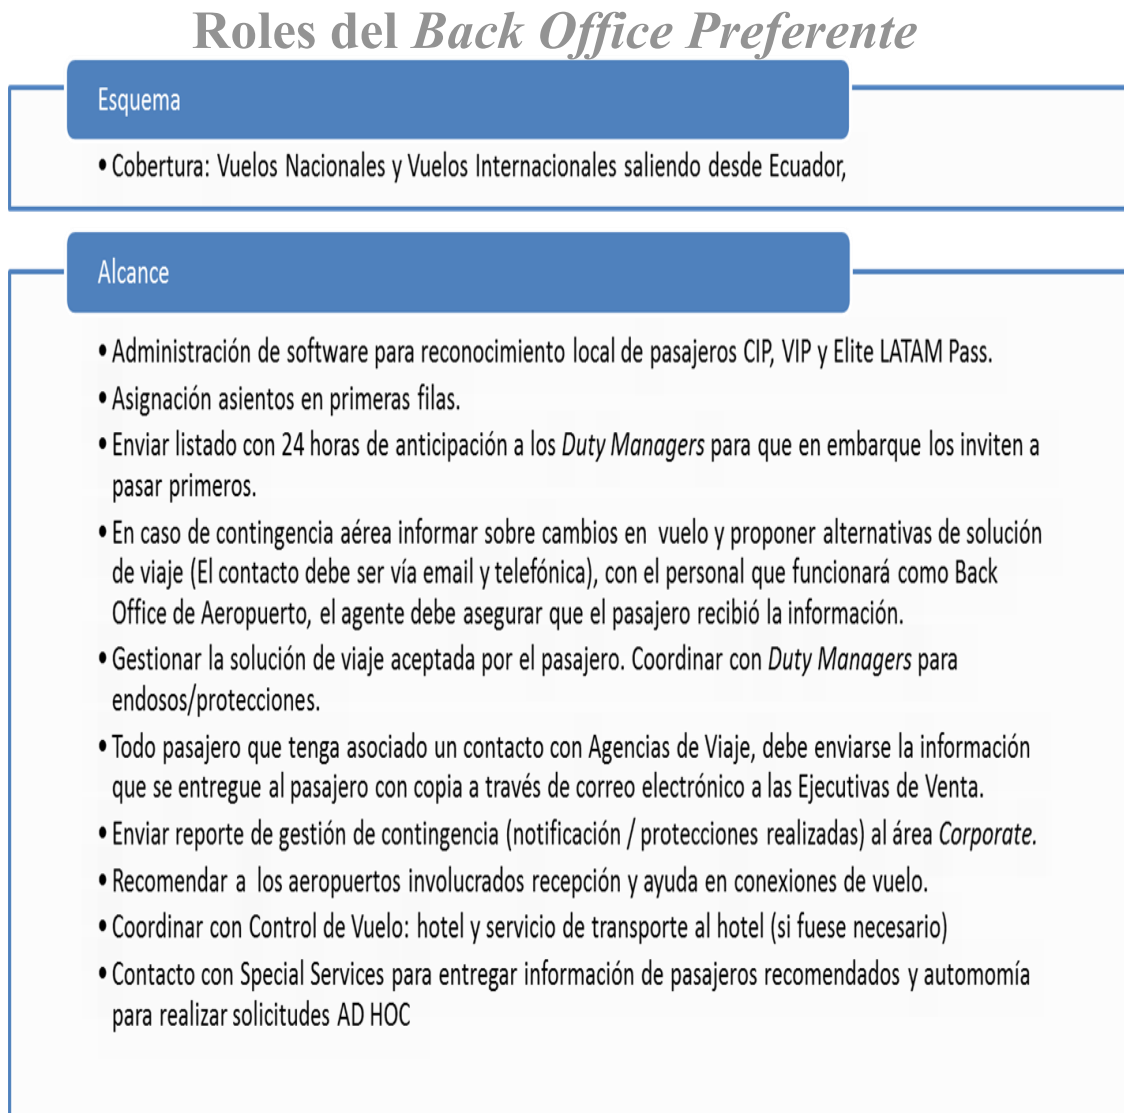 Roles del Back Office Preferente
Esquema
• Cobertura: Vuelos Nacionales y Vuelos Internacionales saliendo desde Ecuador,
Alcance
• Administración de software para reconocimiento local de pasajeros CIP, VIP y Elite LATAM Pass.
• Asignación asientos en primeras filas.
• Enviar listado con 24 horas de anticipación a los Duty Managers para que en embarque los inviten a
pasar primeros.
• En caso de contingencia aérea informar sobre cambios en vuelo y proponer alternativas de solución
de viaje (El contacto debe ser vía email y telefónica), con el personal que funcionará como Back
Office de Aeropuerto, el agente debe asegurar que el pasajero recibió la información.
• Gestionar la solución de viaje aceptada por el pasajero. Coordinar con Duty Managers para
endosos/protecciones.
• Todo pasajero que tenga asociado un contacto con Agencias de Viaje, debe enviarse la información
que se entregue al pasajero con copia a través de correo electrónico a las Ejecutivas de Venta.
• Enviar reporte de gestión de contingencia (notificación / protecciones realizadas) al área Corporate.
• Recomendar a los aeropuertos involucrados recepción y ayuda en conexiones de vuelo.
• Coordinar con Control de Vuelo: hotel y servicio de transporte al hotel (si fuese necesario)
• Contacto con Special Services para entregar información de pasajeros recomendados y automomía
para realizar solicitudes AD HOC